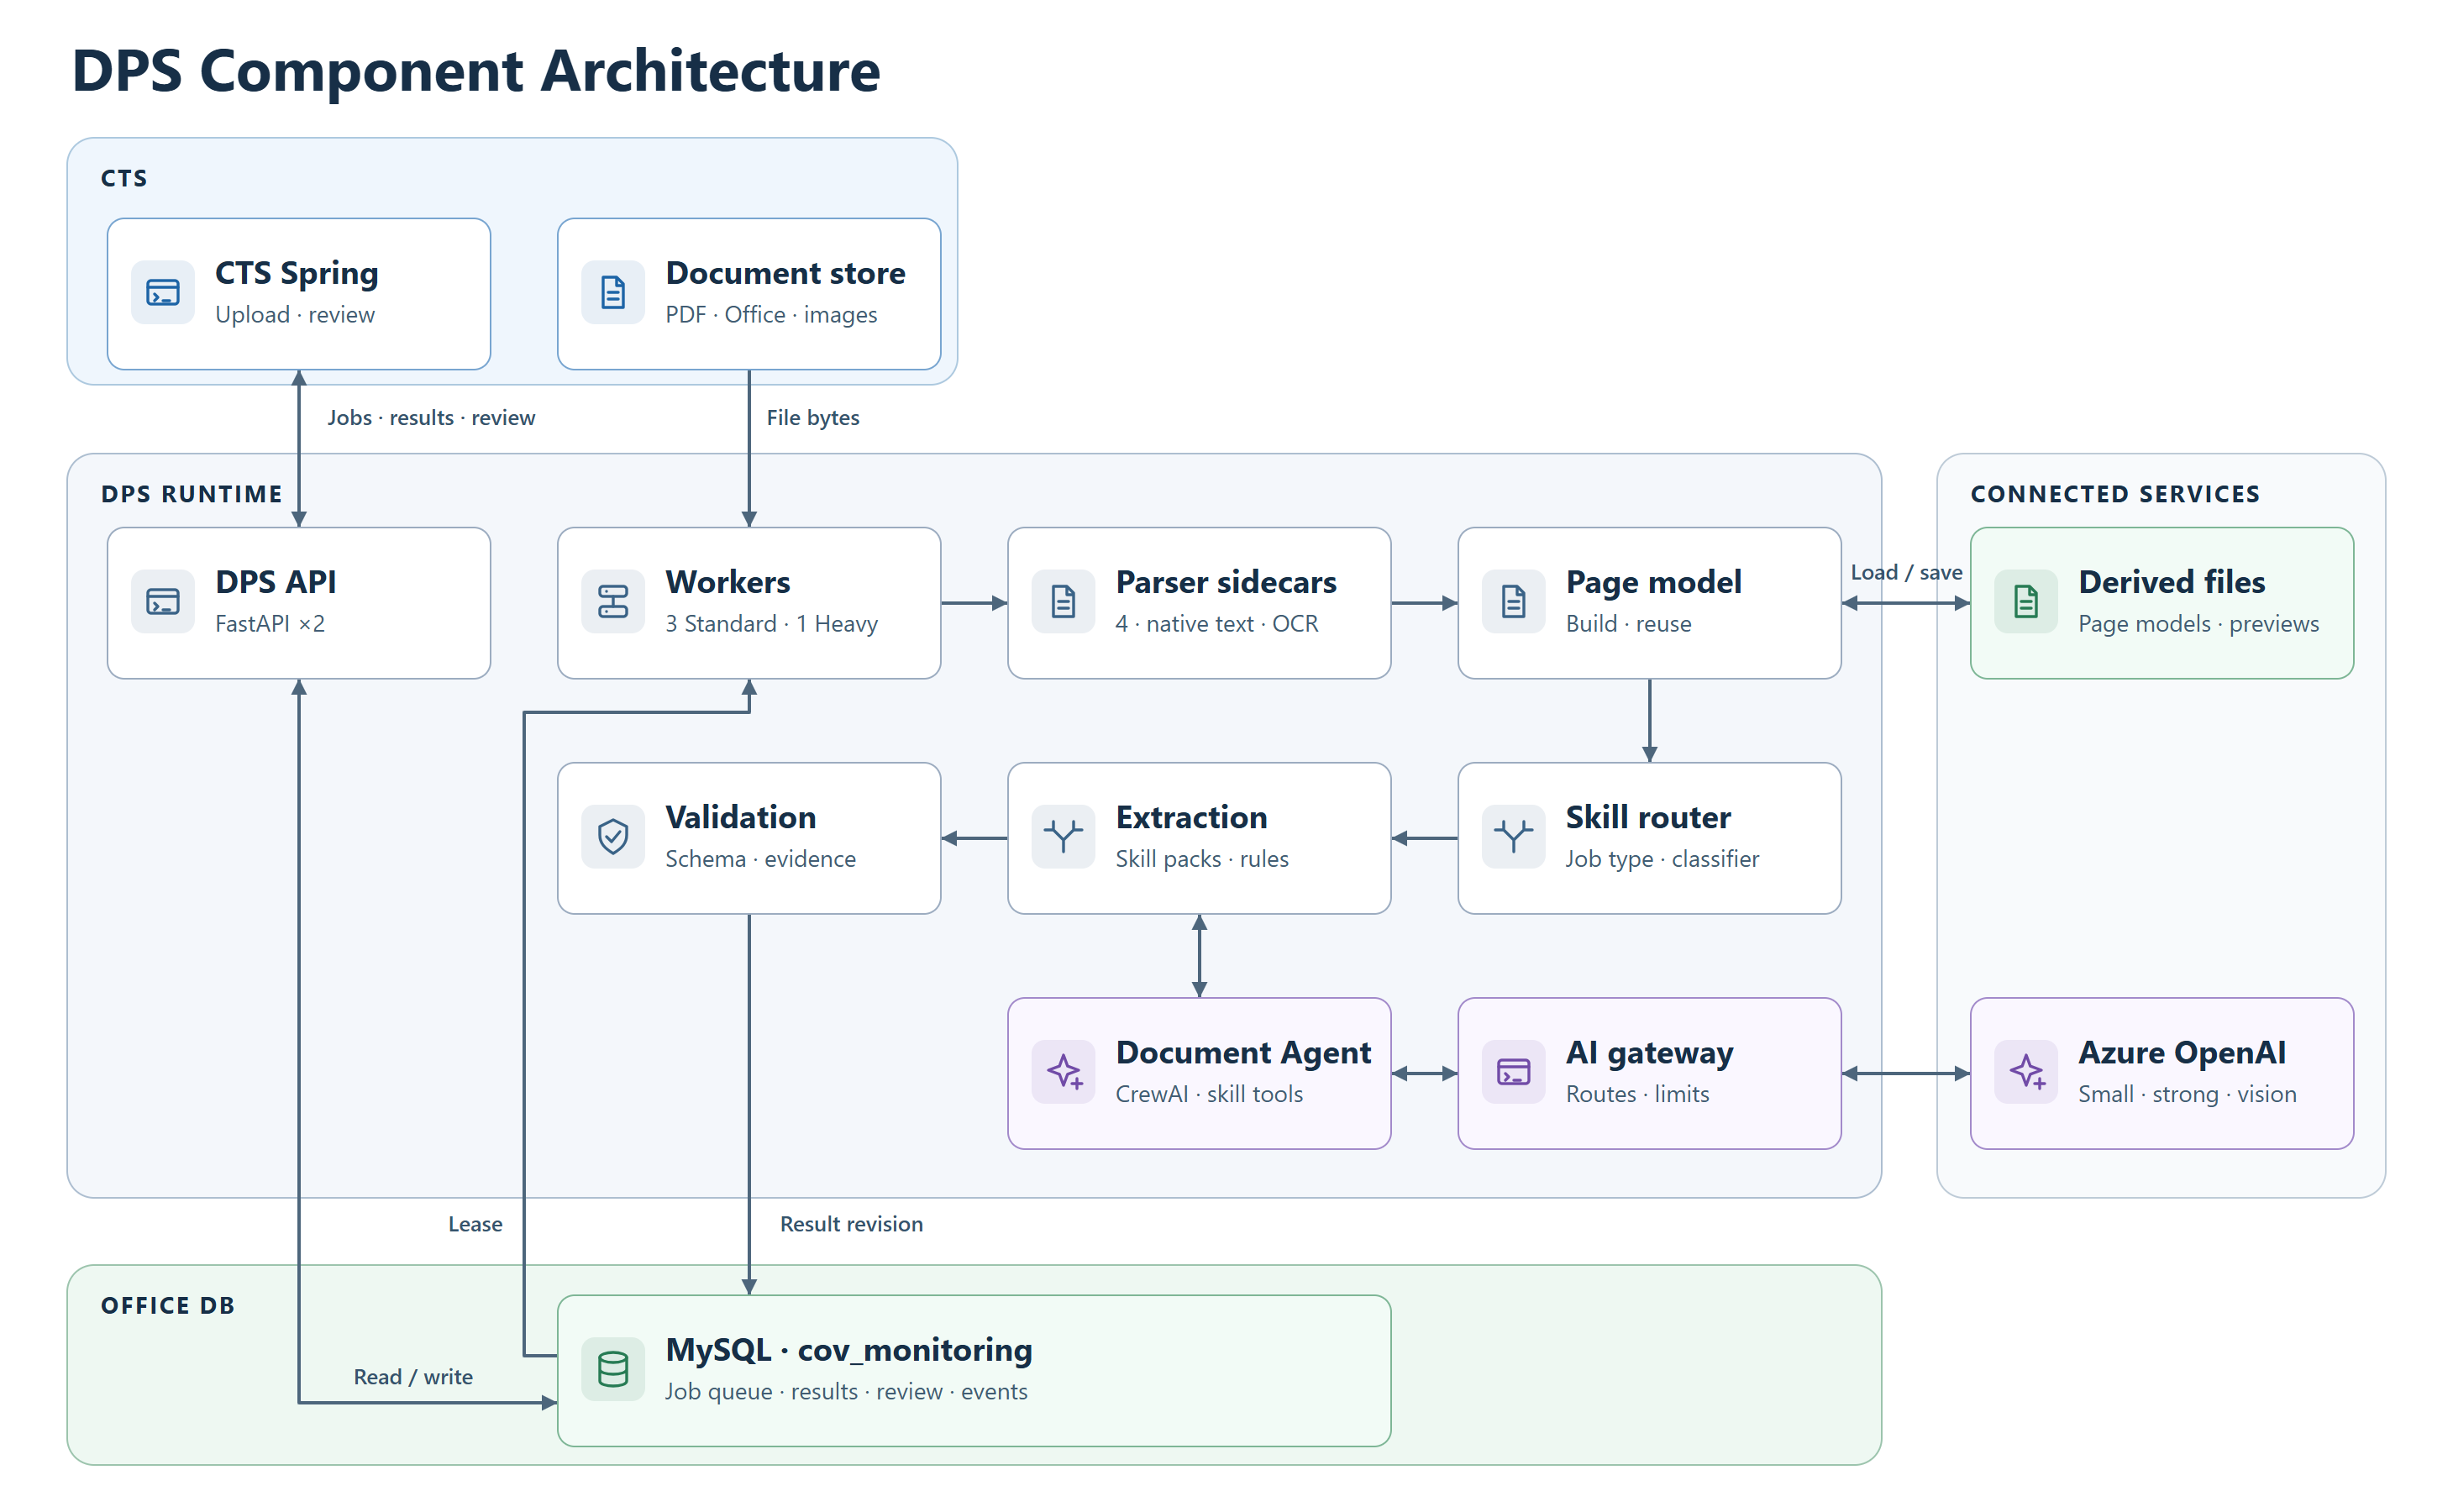 DPS Component Architecture
CTS
CTS Spring
Upload · review
Document store
PDF · Office · images
Jobs · results · review
File bytes
DPS RUNTIME
CONNECTED SERVICES
DPS API
FastAPI ×2
Workers
3 Standard · 1 Heavy
Parser sidecars
4 · native text · OCR
Page model
Build · reuse
Load / save
Derived files
Page models · previews
Validation
Schema · evidence
Extraction
Skill packs · rules
Skill router
Job type · classifier
Document Agent
CrewAI · skill tools
AI gateway
Routes · limits
Azure OpenAI
Small · strong · vision
Lease
Result revision
OFFICE DB
MySQL · cov_monitoring
Job queue · results · review · events
Read / write